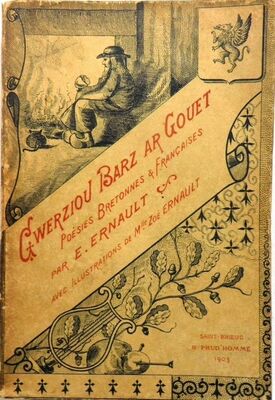 GWERZIOU BARZ AR GOUET
POÉSIES BRETONNES & FRANÇAISES
PAR E. ERNAULT
AVEC ILLUSTRATIONS DE Mlle ZOÉ ERNAULT
SAINT-BRIEUC
R. PRUD'HOMME
1903